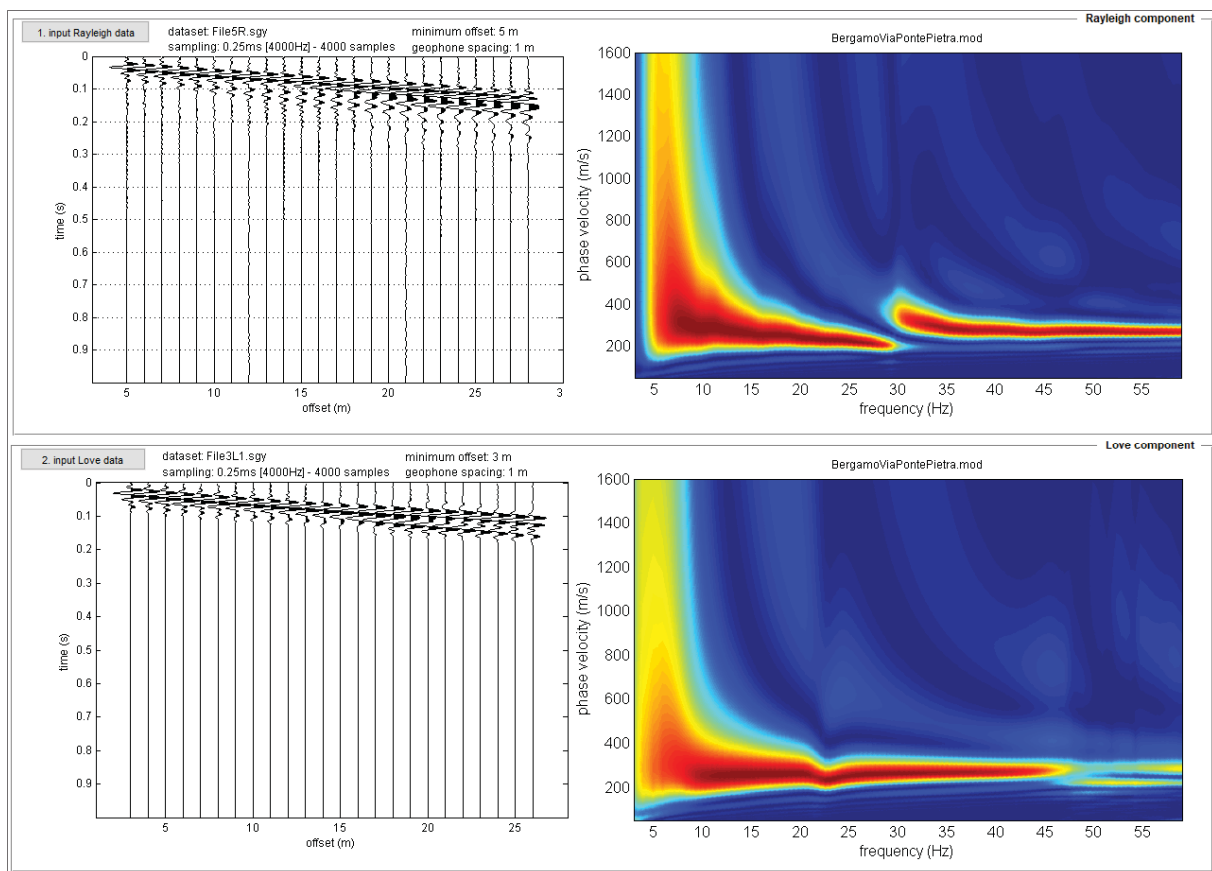 Rayleigh component
1. input Rayleigh data
dataset: File5R.sgy
sampling: 0.25ms [4000Hz] - 4000 samples
minimum offset: 5 m
geophone spacing: 1 m
0
0.1
0.2
0.3
0.4
0.5
0.6
0.7
0.8
0.9
time (s)
5 10 15 20 25 3
offset (m)
BergamoViaPontePietra.mod
1600
1400
1200
1000
800
600
400
200
phase velocity (m/s)
5 10 15 20 25 30 35 40 45 50 55
frequency (Hz)
Love component
2. input Love data
dataset: File3L1.sgy
sampling: 0.25ms [4000Hz] - 4000 samples
minimum offset: 3 m
geophone spacing: 1 m
0
0.1
0.2
0.3
0.4
0.5
0.6
0.7
0.8
0.9
time (s)
5 10 15 20 25
offset (m)
BergamoViaPontePietra.mod
1600
1400
1200
1000
800
600
400
200
phase velocity (m/s)
5 10 15 20 25 30 35 40 45 50 55
frequency (Hz)